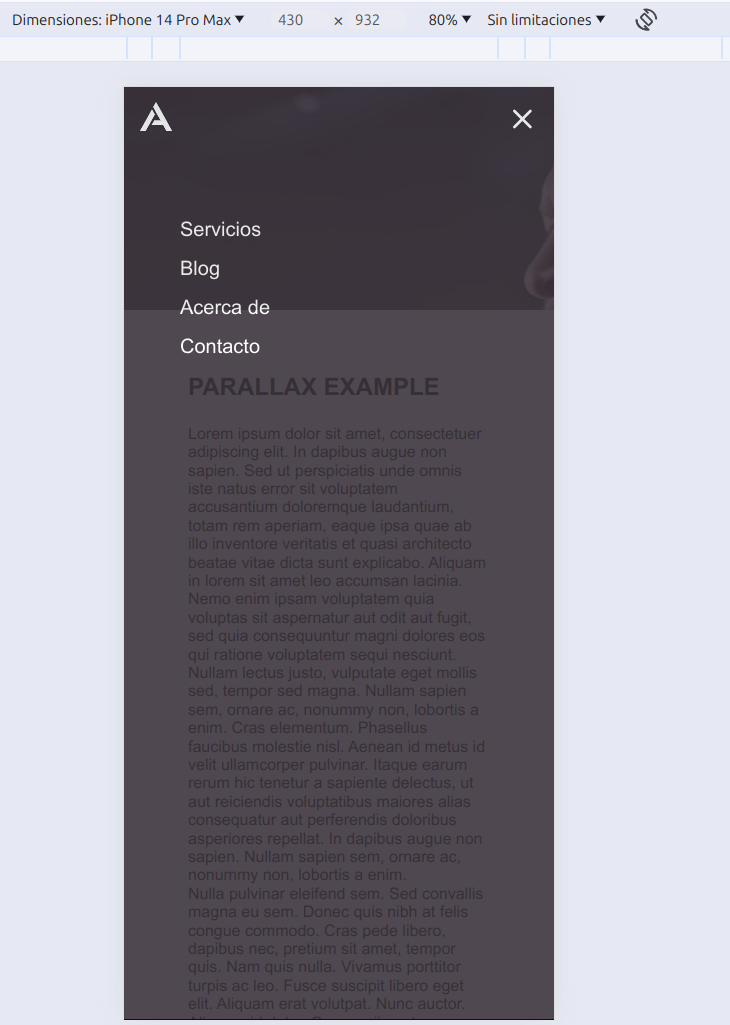 Dimensiones: iPhone 14 Pro Max 430 × 932 80% Sin limitaciones
Servicios
Blog
Acerca de
Contacto
PARALLAX EXAMPLE
Lorem ipsum dolor sit amet, consectetuer
adipiscing elit. In dapibus augue non
sapien. Sed ut perspiciatis unde omnis
iste natus error sit voluptatem
accusantium doloremque laudantium,
totam rem aperiam, eaque ipsa quae ab
illo inventore veritatis et quasi architecto
beatae vitae dicta sunt explicabo. Aliquam
in lorem sit amet leo accumsan lacinia.
Nemo enim ipsam voluptatem quia
voluptas sit aspernatur aut odit aut fugit,
sed quia consequuntur magni dolores eos
qui ratione voluptatem sequi nesciunt.
Nullam lectus justo, vulputate eget mollis
sed, tempor sed magna. Nullam sapien
sem, ornare ac, nonummy non, lobortis a
enim. Cras elementum. Phasellus
faucibus molestie nisl. Aenean id metus id
velit ullamcorper pulvinar. Itaque earum
rerum hic tenetur a sapiente delectus, ut
aut reiciendis voluptatibus maiores alias
consequatur aut perferendis doloribus
asperiores repellat. In dapibus augue non
sapien. Nullam sapien sem, ornare ac,
nonummy non, lobortis a enim.
Nulla pulvinar eleifend sem. Sed convallis
magna eu sem. Donec quis nibh at felis
congue commodo. Cras pede libero,
dapibus nec, pretium sit amet, tempor
quis. Nam quis nulla. Vivamus porttitor
turpis ac leo. Fusce suscipit libero eget
elit. Aliquam erat volutpat. Nunc auctor.